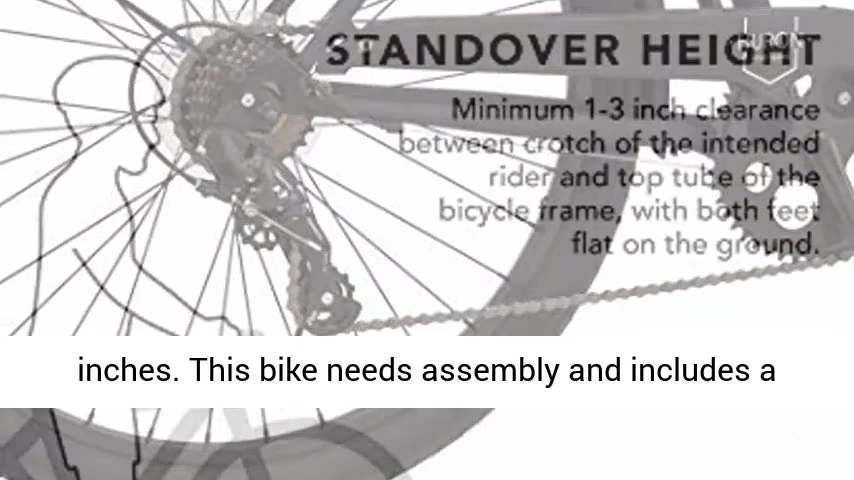 STANDOVER HEIGHT
HURON
Minimum 1-3 inch clearance
between crotch of the intended
rider and top tube of the
bicycle frame, with both feet
flat on the ground.
inches. This bike needs assembly and includes a